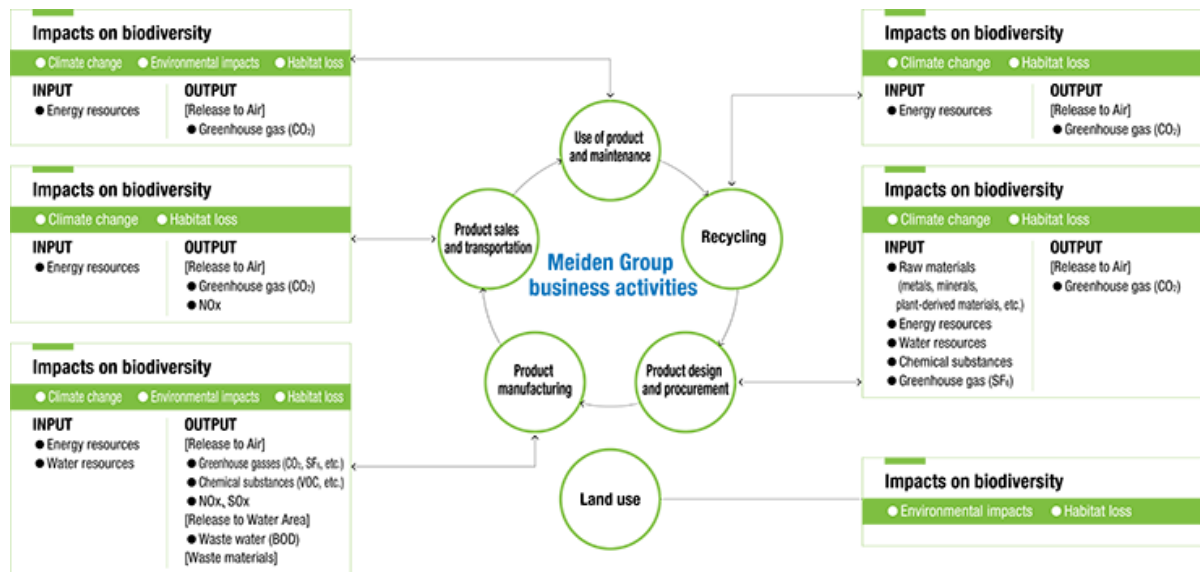 Impacts on biodiversity
● Climate change ● Environmental impacts ● Habitat loss
INPUT
● Energy resources
OUTPUT
[Release to Air]
● Greenhouse gas (CO₂)
Impacts on biodiversity
● Climate change ● Habitat loss
INPUT
● Energy resources
OUTPUT
[Release to Air]
● Greenhouse gas (CO₂)
● NOx
Impacts on biodiversity
● Climate change ● Environmental impacts ● Habitat loss
INPUT
● Energy resources
● Water resources
OUTPUT
[Release to Air]
● Greenhouse gasses (CO₂, SF₆, etc.)
● Chemical substances (VOC, etc.)
● NOx, SOx
[Release to Water Area]
● Waste water (BOD)
[Waste materials]
Use of product
and maintenance
Product sales
and transportation
Recycling
Meiden Group
business activities
Product
manufacturing
Product design
and procurement
Land use
Impacts on biodiversity
● Climate change ● Habitat loss
INPUT
● Energy resources
OUTPUT
[Release to Air]
● Greenhouse gas (CO₂)
Impacts on biodiversity
● Climate change ● Habitat loss
INPUT
● Raw materials
(metals, minerals,
plant-derived materials, etc.)
● Energy resources
● Water resources
● Chemical substances
● Greenhouse gas (SF₆)
OUTPUT
[Release to Air]
● Greenhouse gas (CO₂)
Impacts on biodiversity
● Environmental impacts ● Habitat loss